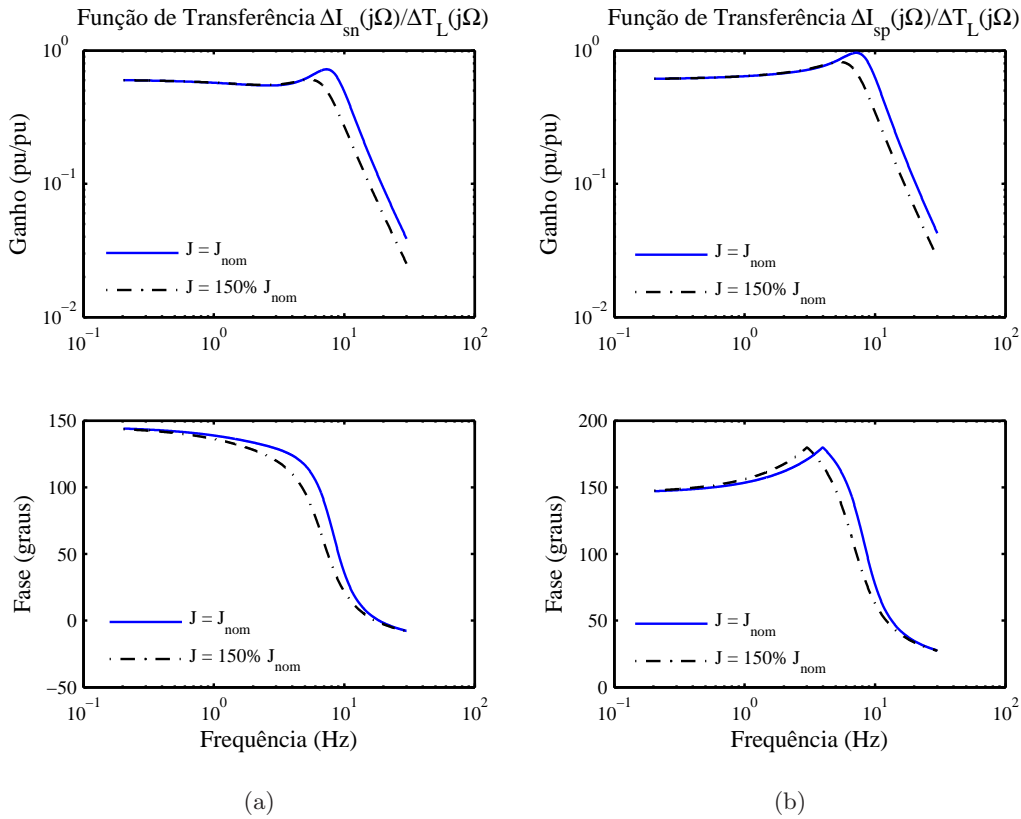 Função de Transferência ΔI_sn(jΩ)/ΔT_L(jΩ)
10^0
10^−1
10^−2
Ganho (pu/pu)
J = J_nom
J = 150% J_nom
10^−1
10^0
10^1
10^2
Função de Transferência ΔI_sp(jΩ)/ΔT_L(jΩ)
10^0
10^−1
10^−2
Ganho (pu/pu)
J = J_nom
J = 150% J_nom
10^−1
10^0
10^1
10^2
150
100
50
0
−50
Fase (graus)
J = J_nom
J = 150% J_nom
10^−1
10^0
10^1
10^2
Frequência (Hz)
200
150
100
50
0
Fase (graus)
J = J_nom
J = 150% J_nom
10^−1
10^0
10^1
10^2
Frequência (Hz)
(a)
(b)